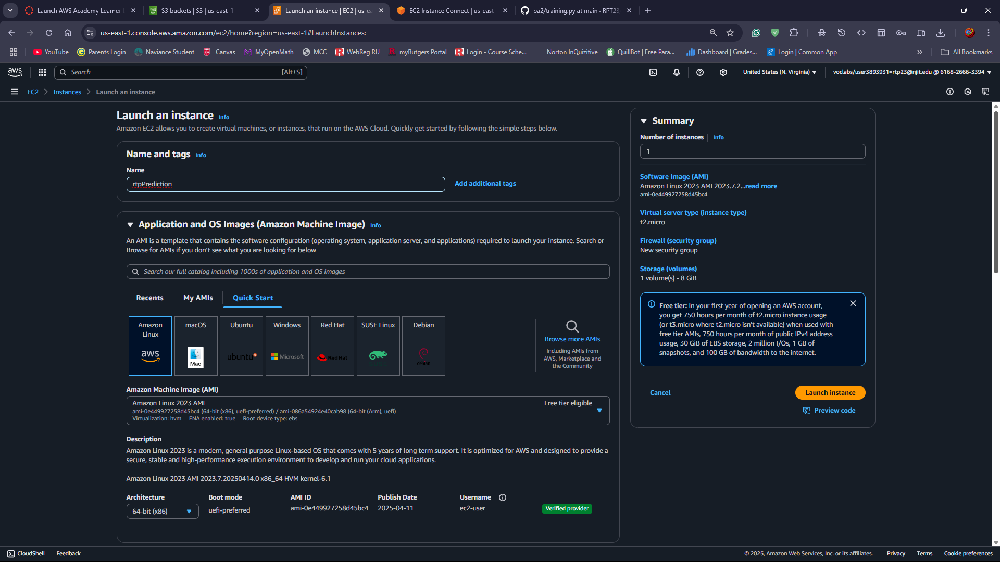 Launch AWS Academy Learner
S3 buckets | S3 | us-east-1
Launch an instance | EC2 | us-ea
EC2 Instance Connect | us-east-
pa2/training.py at main · RPT23
us-east-1.console.aws.amazon.com/ec2/home?region=us-east-1#LaunchInstances:
YouTube
Parents Login
Naviance Student
Canvas
MyOpenMath
MCC
WebReg RU
myRutgers Portal
Login - Course Sche...
Norton InQuizitive
QuillBot | Free Para...
Dashboard | Grades...
Login | Common App
All Bookmarks
aws
Search
[Alt+S]
United States (N. Virginia)
voclabs/user3893931=rtp23@njit.edu @ 6168-2666-3394
EC2
Instances
Launch an instance
Launch an instance Info
Amazon EC2 allows you to create virtual machines, or instances, that run on the AWS Cloud. Quickly get started by following the simple steps below.
Name and tags Info
Name
rtpPrediction
Add additional tags
Application and OS Images (Amazon Machine Image) Info
An AMI is a template that contains the software configuration (operating system, application server, and applications) required to launch your instance. Search or
Browse for AMIs if you don't see what you are looking for below
Search our full catalog including 1000s of application and OS images
Recents
My AMIs
Quick Start
Amazon
Linux
aws
macOS
Mac
Ubuntu
ubuntu
Windows
Microsoft
Red Hat
Red Hat
SUSE Linux
Debian
debian
Browse more AMIs
Including AMIs from
AWS, Marketplace and
the Community
Amazon Machine Image (AMI)
Amazon Linux 2023 AMI
Free tier eligible
ami-0e449927258d45bc4 (64-bit (x86), uefi-preferred) / ami-086a54924e40cab98 (64-bit (Arm), uefi)
Virtualization: hvm ENA enabled: true Root device type: ebs
Description
Amazon Linux 2023 is a modern, general purpose Linux-based OS that comes with 5 years of long term support. It is optimized for AWS and designed to provide a
secure, stable and high-performance execution environment to develop and run your cloud applications.
Amazon Linux 2023 AMI 2023.7.20250414.0 x86_64 HVM kernel-6.1
Architecture
64-bit (x86)
Boot mode
uefi-preferred
AMI ID
ami-0e449927258d45bc4
Publish Date
2025-04-11
Username
ec2-user
Verified provider
Summary
Number of instances Info
1
Software Image (AMI)
Amazon Linux 2023 AMI 2023.7.2...read more
ami-0e449927258d45bc4
Virtual server type (instance type)
t2.micro
Firewall (security group)
New security group
Storage (volumes)
1 volume(s) - 8 GiB
Free tier: In your first year of opening an AWS account,
you get 750 hours per month of t2.micro instance usage
(or t3.micro where t2.micro isn't available) when used with
free tier AMIs, 750 hours per month of public IPv4 address
usage, 30 GiB of EBS storage, 2 million I/Os, 1 GB of
snapshots, and 100 GB of bandwidth to the internet.
Cancel
Launch instance
Preview code
CloudShell
Feedback
© 2025, Amazon Web Services, Inc. or its affiliates.
Privacy
Terms
Cookie preferences